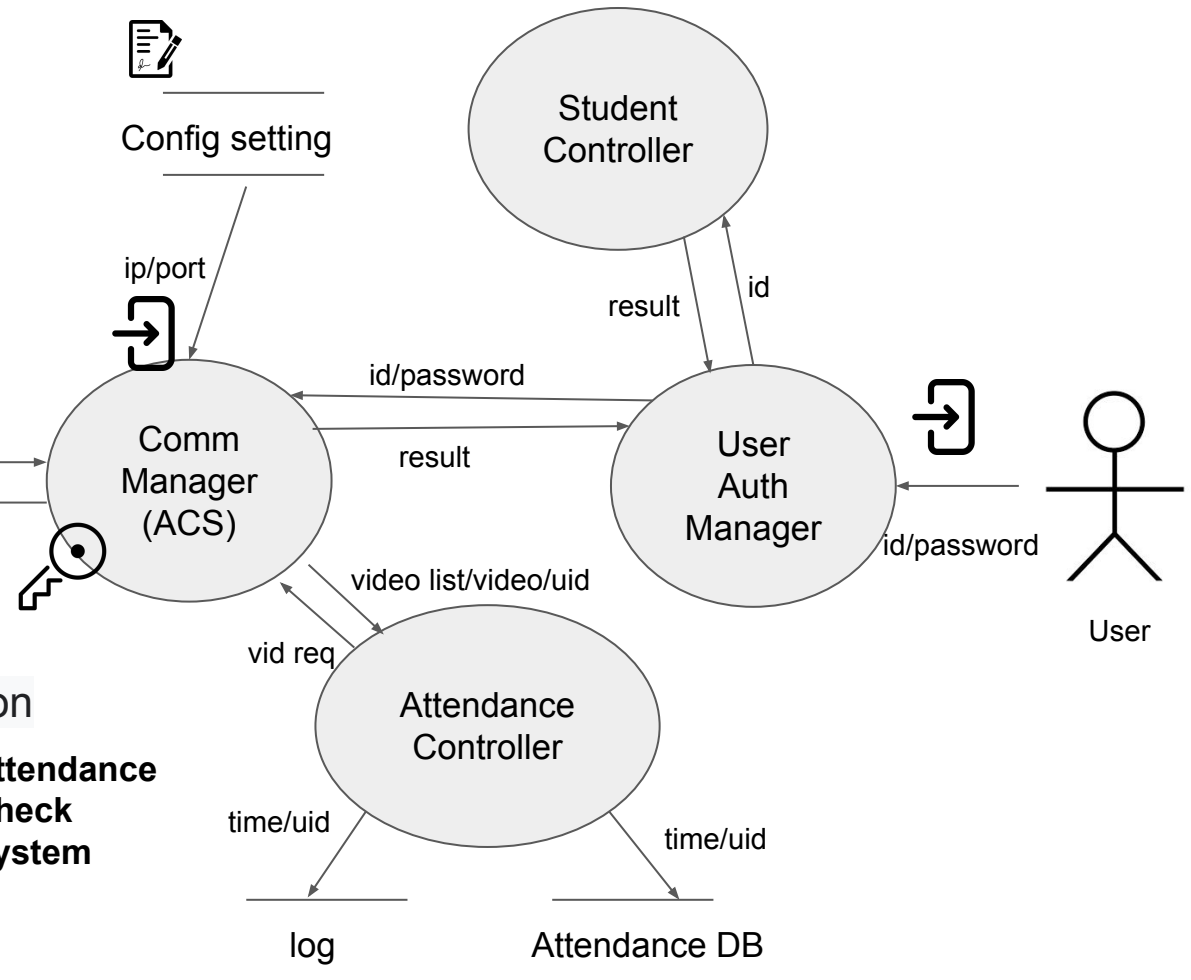 Config setting
Student
Controller
ip/port
result
id
id/password
Comm
Manager
(ACS)
result
User
Auth
Manager
id/password
User
video list/video/uid
vid req
Attendance
Controller
on
ttendance
heck
ystem
time/uid
time/uid
log
Attendance DB